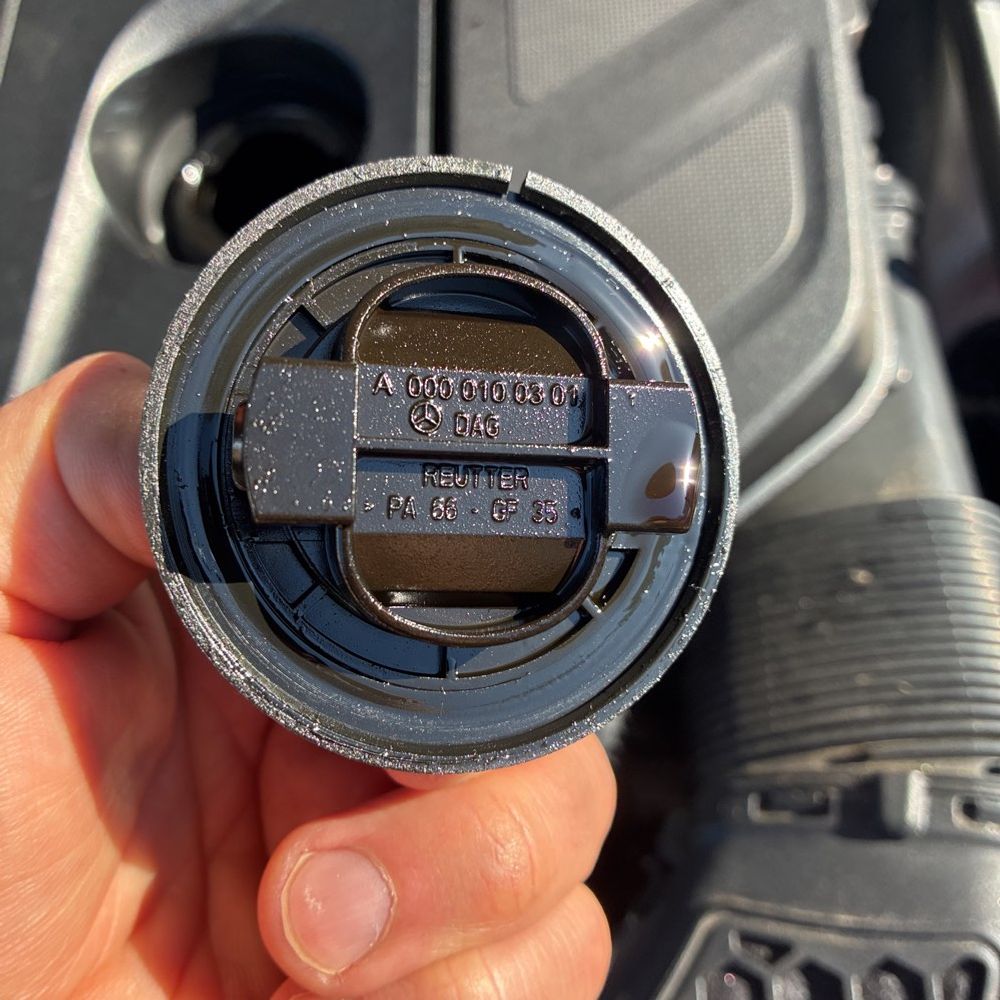 A 000 010 03 01
DAG
REUTTER
> PA 66 - GF 35